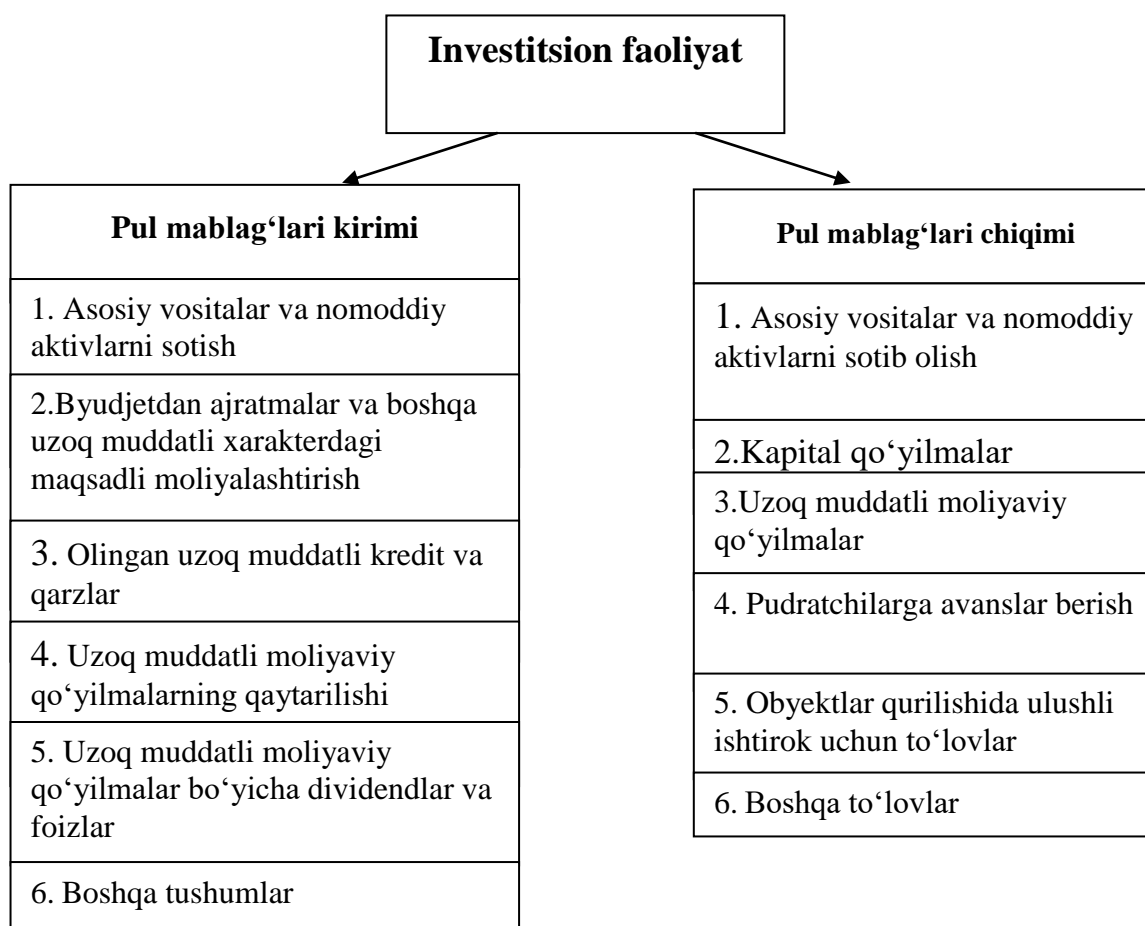 Investitsion faoliyat
Pul mablag‘lari kirimi
1. Asosiy vositalar va nomoddiy
aktivlarni sotish
2.Byudjetdan ajratmalar va boshqa
uzoq muddatli xarakterdagi
maqsadli moliyalashtirish
3. Olingan uzoq muddatli kredit va
qarzlar
4. Uzoq muddatli moliyaviy
qo‘yilmalarning qaytarilishi
5. Uzoq muddatli moliyaviy
qo‘yilmalar bo‘yicha dividendlar va
foizlar
6. Boshqa tushumlar
Pul mablag‘lari chiqimi
1. Asosiy vositalar va nomoddiy
aktivlarni sotib olish
2.Kapital qo‘yilmalar
3.Uzoq muddatli moliyaviy
qo‘yilmalar
4. Pudratchilarga avanslar berish
5. Obyektlar qurilishida ulushli
ishtirok uchun to‘lovlar
6. Boshqa to‘lovlar